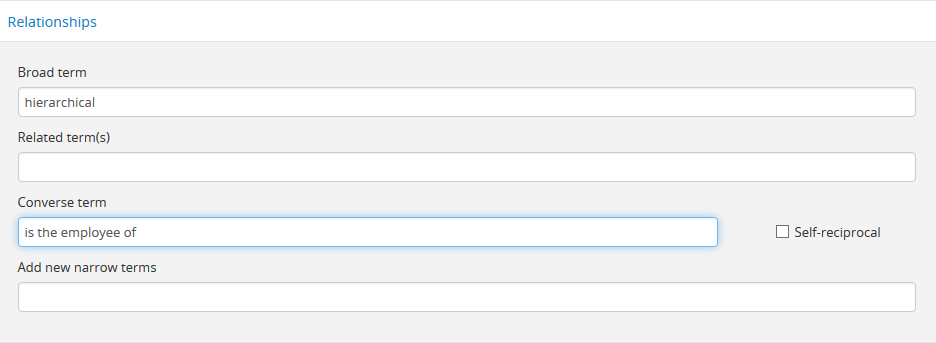 Relationships
Broad term
hierarchical
Related term(s)
Converse term
is the employee of
Self-reciprocal
Add new narrow terms